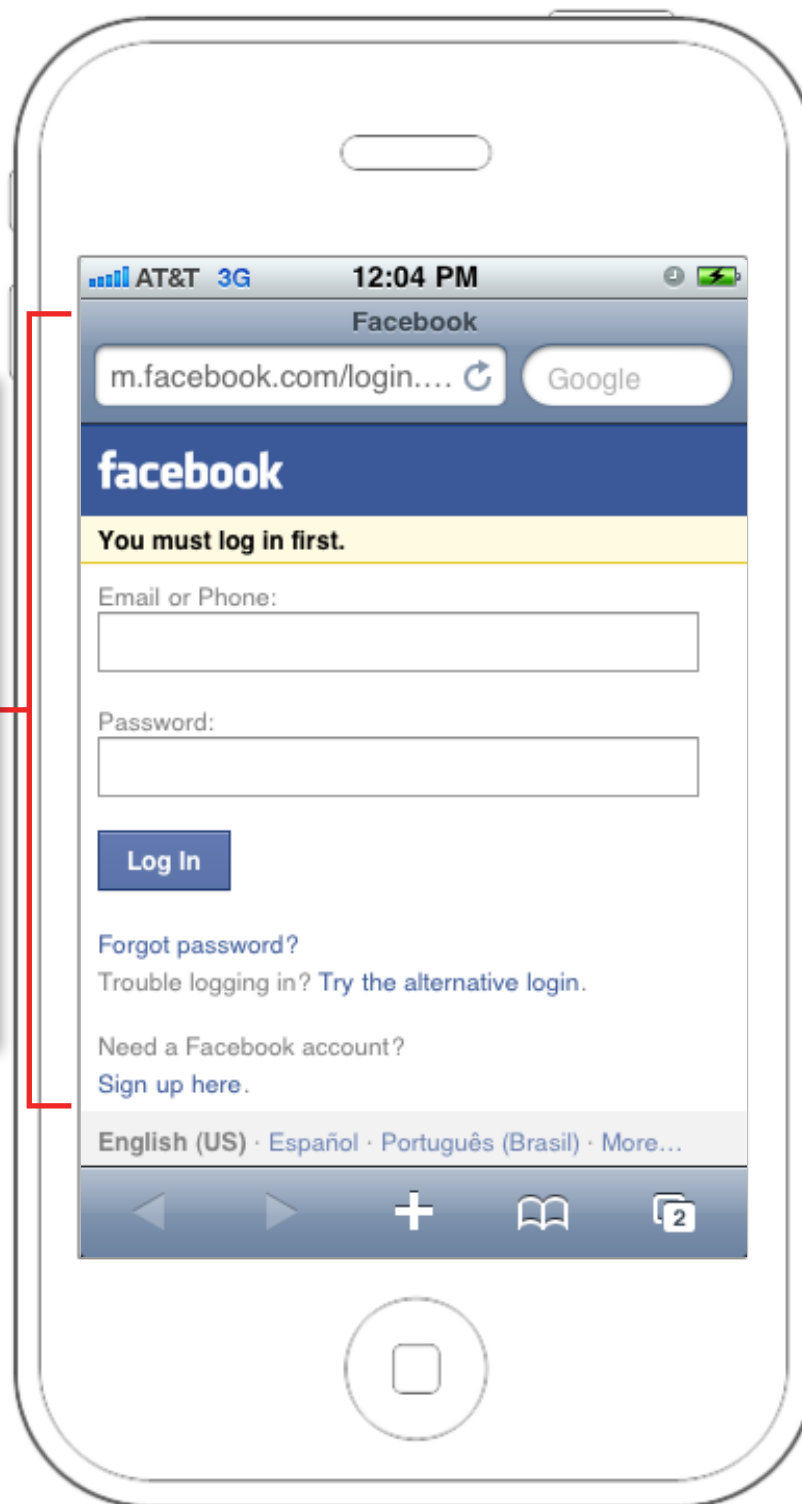 AT&T 3G 12:04 PM
Facebook
m.facebook.com/login.... Google
facebook
You must log in first.
Email or Phone:
Password:
Log In
Forgot password?
Trouble logging in? Try the alternative login.
Need a Facebook account?
Sign up here.
English (US) · Español · Português (Brasil) · More...
2